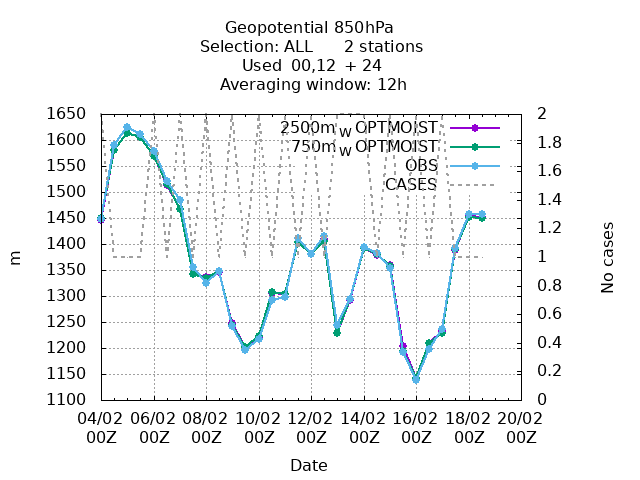 Geopotential 850hPa
Selection: ALL 2 stations
Used 00,12 + 24
Averaging window: 12h
1650 2
1600 1.8
1550 1.6
1500 1.4
1450 1.2
1400 1
1350 0.8
1300 0.6
1250 0.4
1200 0.2
1150 0
1100
2500m W OPTMOIST
750m W OPTMOIST
OBS
CASES
m
No cases
04/02 06/02 08/02 10/02 12/02 14/02 16/02 18/02 20/02
00Z 00Z 00Z 00Z 00Z 00Z 00Z 00Z 00Z
Date